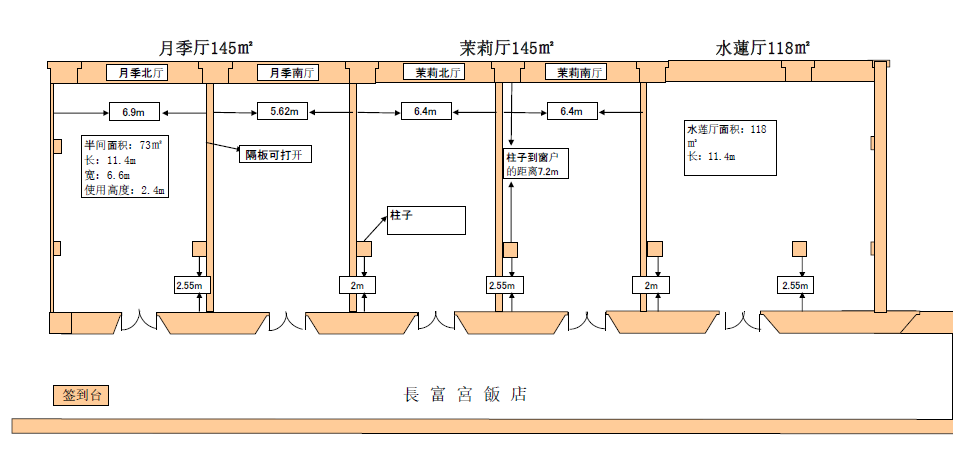 月季厅145㎡
茉莉厅145㎡
水蓮厅118㎡
月季北厅
月季南厅
茉莉北厅
茉莉南厅
6.9m
5.62m
6.4m
6.4m
半间面积：73㎡
长：11.4m
宽：6.6m
使用高度：2.4m
隔板可打开
柱子到窗户
的距离7.2m
水莲厅面积：118
㎡
长：11.4m
柱子
2.55m
2m
2.55m
2m
2.55m
签到台
長富宮飯店